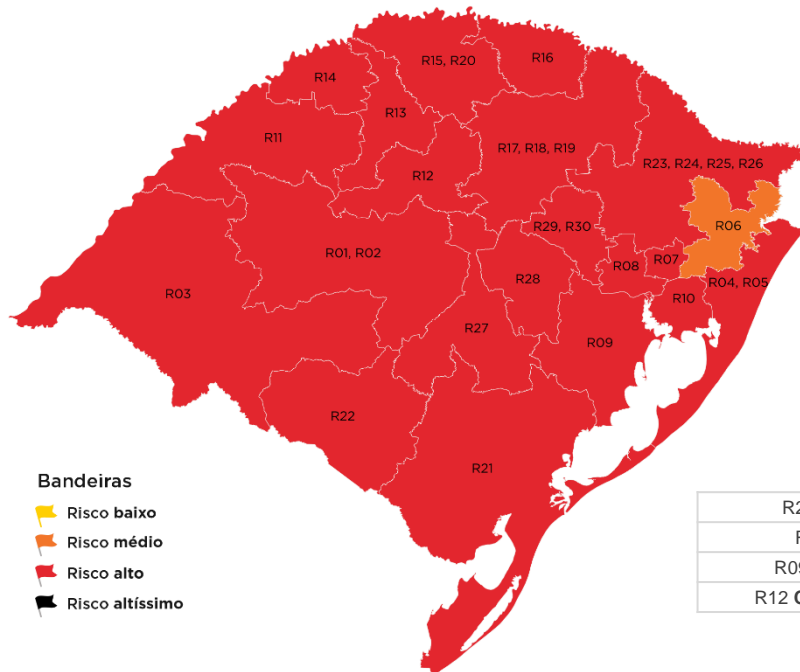 R15, R20
R16
R14
R13
R11
R17, R18, R19
R23, R24, R25, R26
R12
R29, R30
R06
R01, R02
R08
R07
R28
R04, R05
R03
R10
R27
R09
R22
R21
Bandeiras
Risco baixo
Risco médio
Risco alto
Risco altíssimo
R09
R12